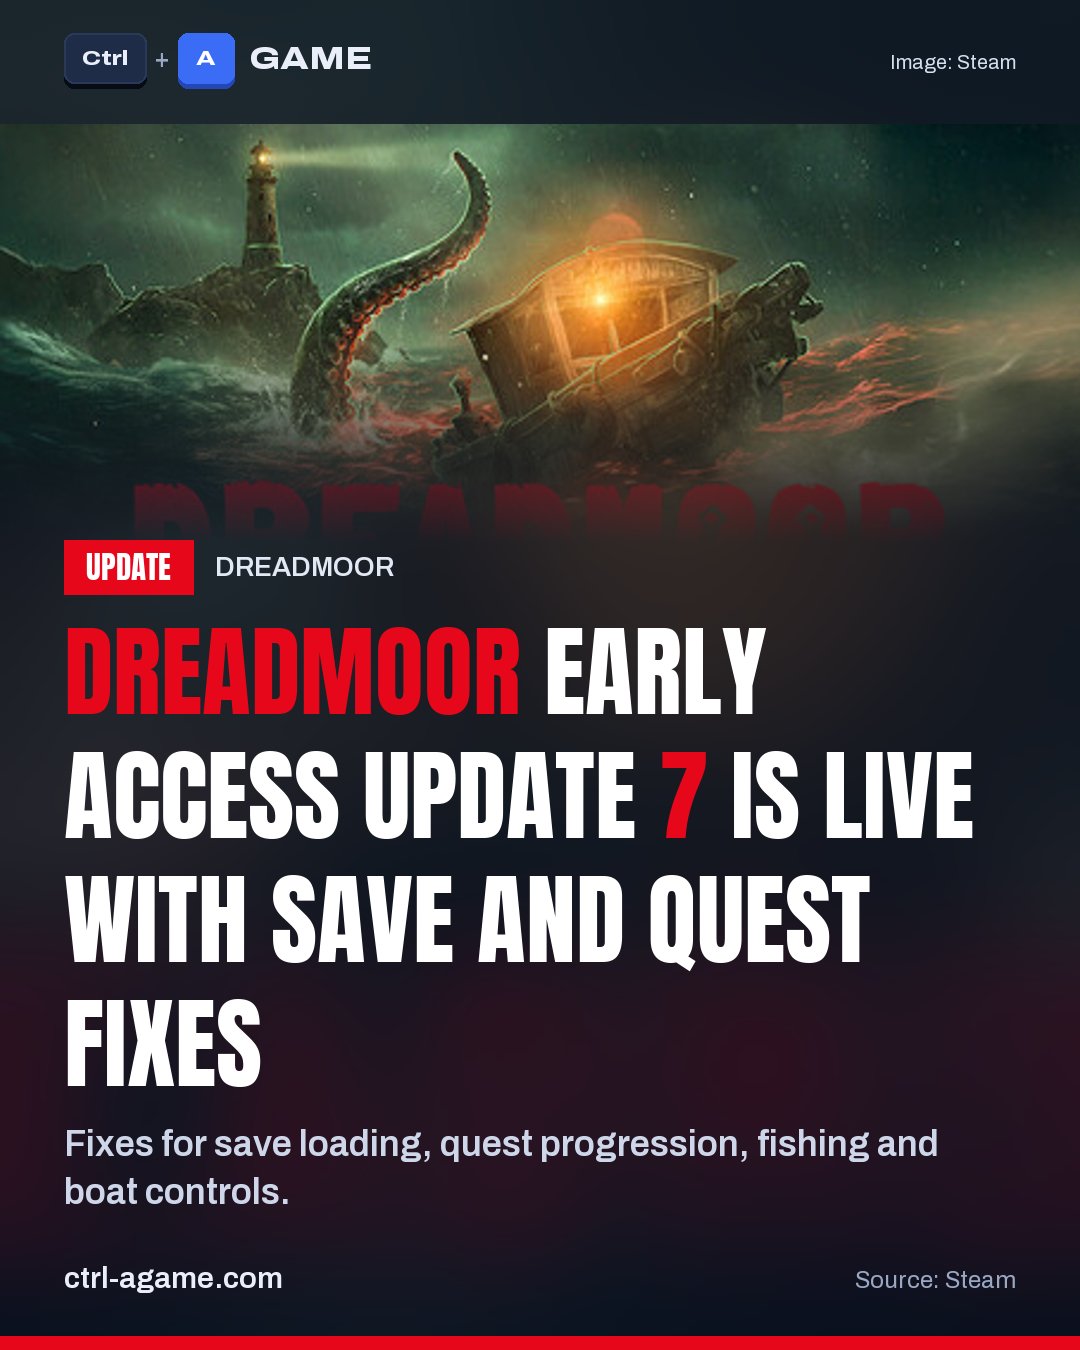 Ctrl + A GAME
Image: Steam
DREADMOOR
UPDATE DREADMOOR
DREADMOOR EARLY
ACCESS UPDATE 7 IS LIVE
WITH SAVE AND QUEST
FIXES
Fixes for save loading, quest progression, fishing and
boat controls.
ctrl-agame.com
Source: Steam